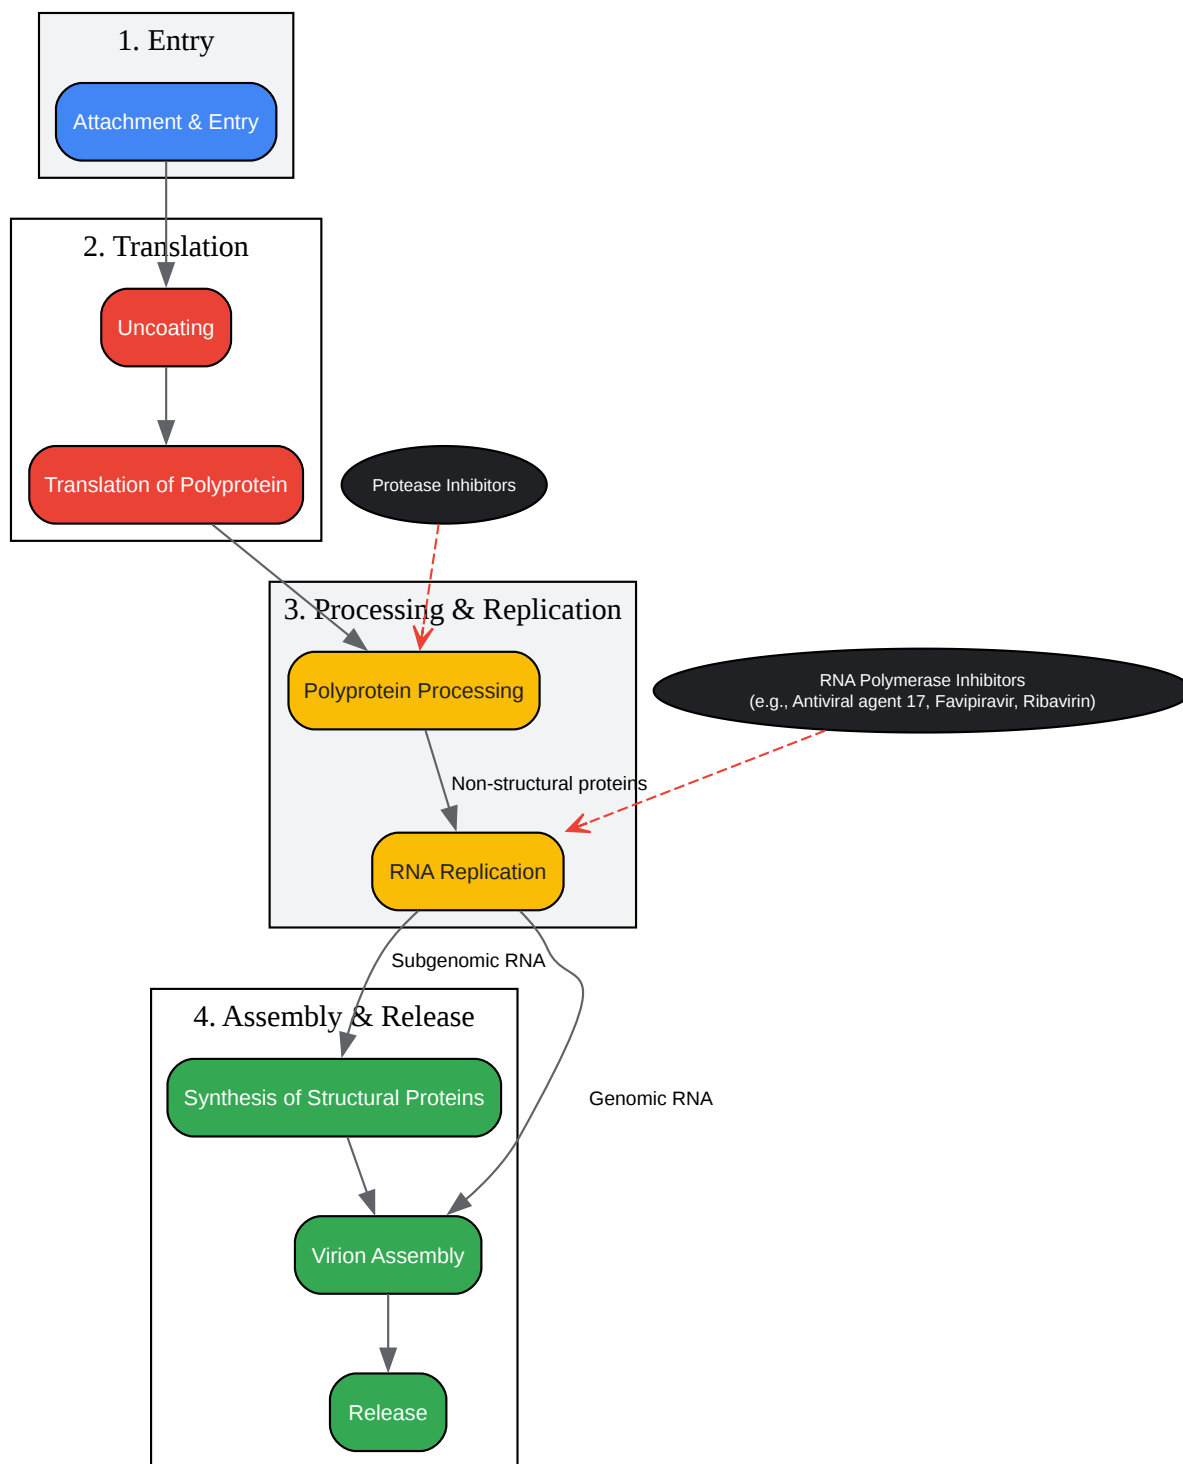 1. Entry
Attachment & Entry
2. Translation
Uncoating
Translation of Polyprotein
Protease Inhibitors
3. Processing & Replication
Polyprotein Processing
RNA Polymerase Inhibitors
(e.g., Antiviral agent 17, Favipiravir, Ribavirin)
Non-structural proteins
RNA Replication
Subgenomic RNA
4. Assembly & Release
Synthesis of Structural Proteins
Genomic RNA
Virion Assembly
Release